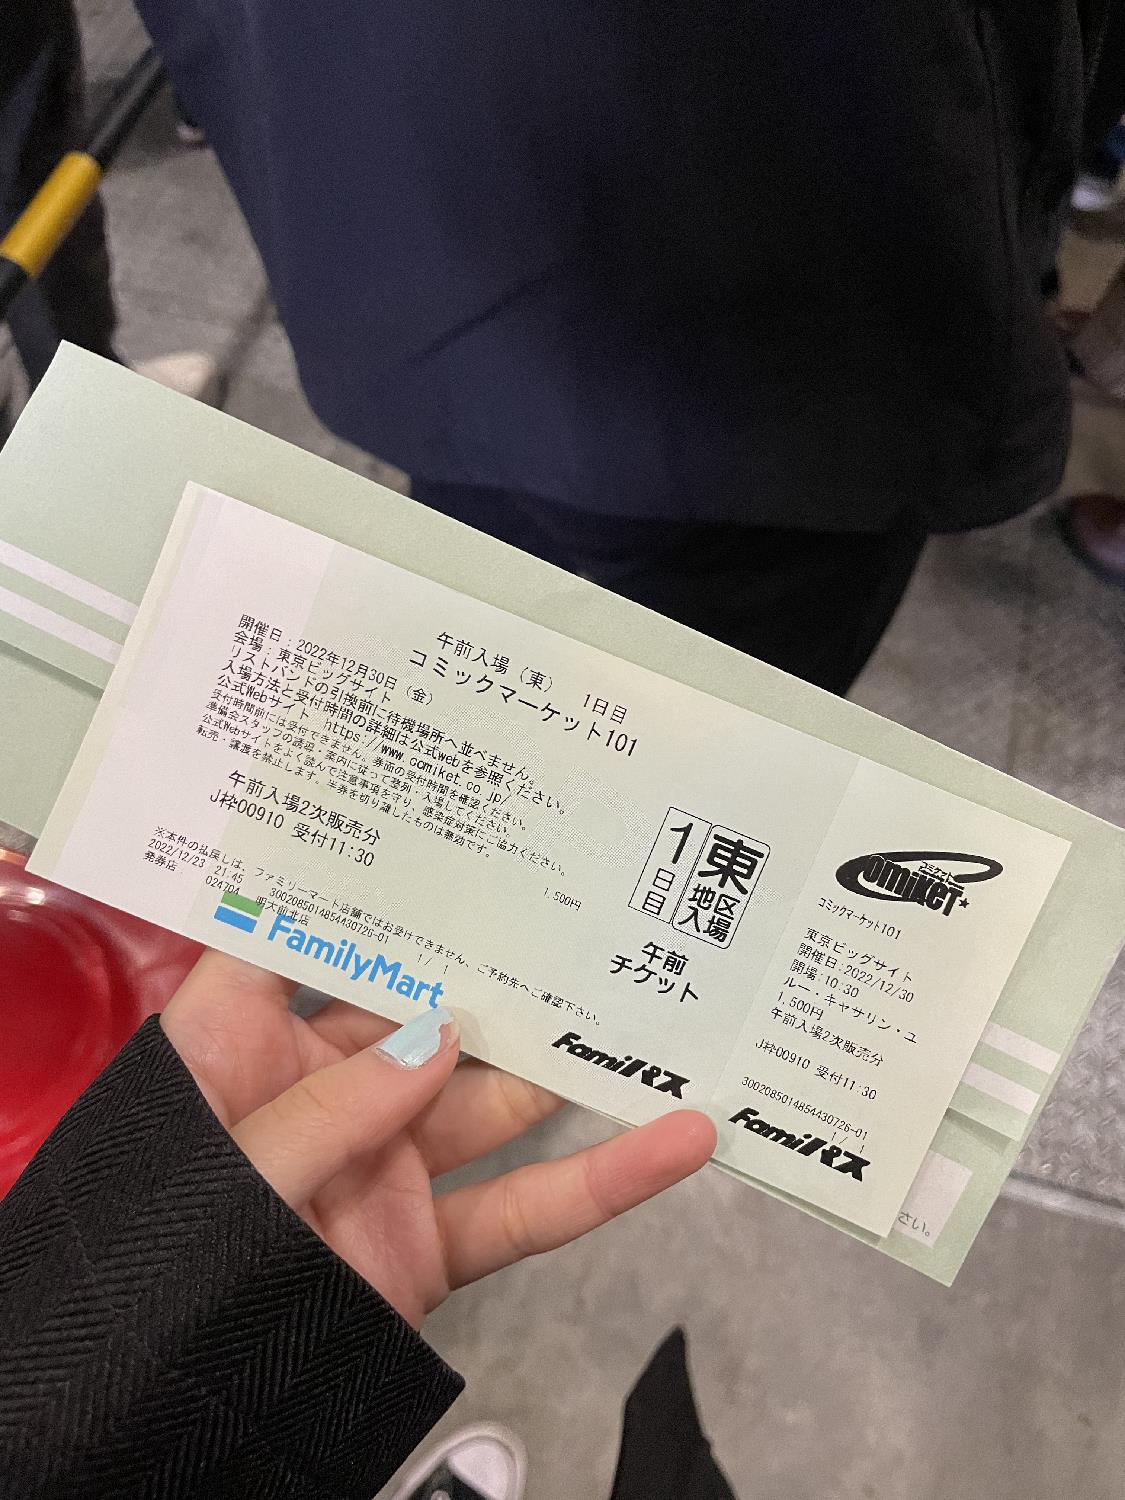 午前入場（東） 1日目
コミックマーケット101
開催日：2022年12月30日（金）
会場：東京ビッグサイト
リストバンドの引換前に待機場所へ並べません。
入場方法と受付時間の詳細は公式webを参照ください。
公式Webサイト https://www.comiket.co.jp/
受付時間前には受付できません。券面の受付時間を確認ください。
準備会スタッフの誘導・案内に従って整列・入場してください。
公式Webサイトをよく読んで注意事項を守り、感染症対策にご協力ください。
転売・譲渡を禁止します。半券を切り離したものは無効です。
午前入場2次販売分
J枠00910 受付11:30
1,500円
※本件の払戻しは、ファミリーマート店舗ではお受けできません、ご予約先へご確認下さい。
2022/12/23 21:45 3002085014854430726-01 1/ 1
発券店 024704 明大前北店
FamilyMart
1日目
東地区入場
午前
チケット
Famiパス
コミケット
COMIKET
コミックマーケット101
東京ビッグサイト
開催日:2022/12/30
開場:10:30
ルー・キャサリン・ユ
1,500円
午前入場2次販売分
J枠00910 受付11:30
3002085014854430726-01
1/ 1
Famiパス
さい。